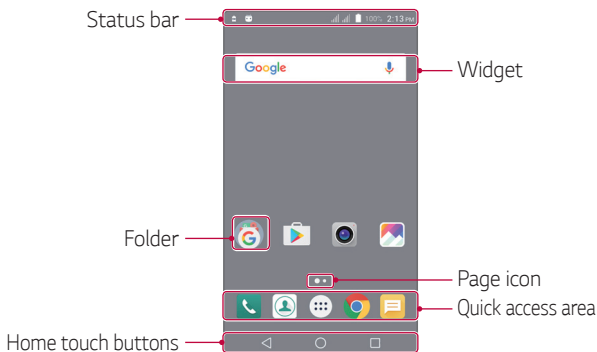 Status bar
100% 2:13 PM
Google
Widget
Folder
Page icon
Quick access area
Home touch buttons